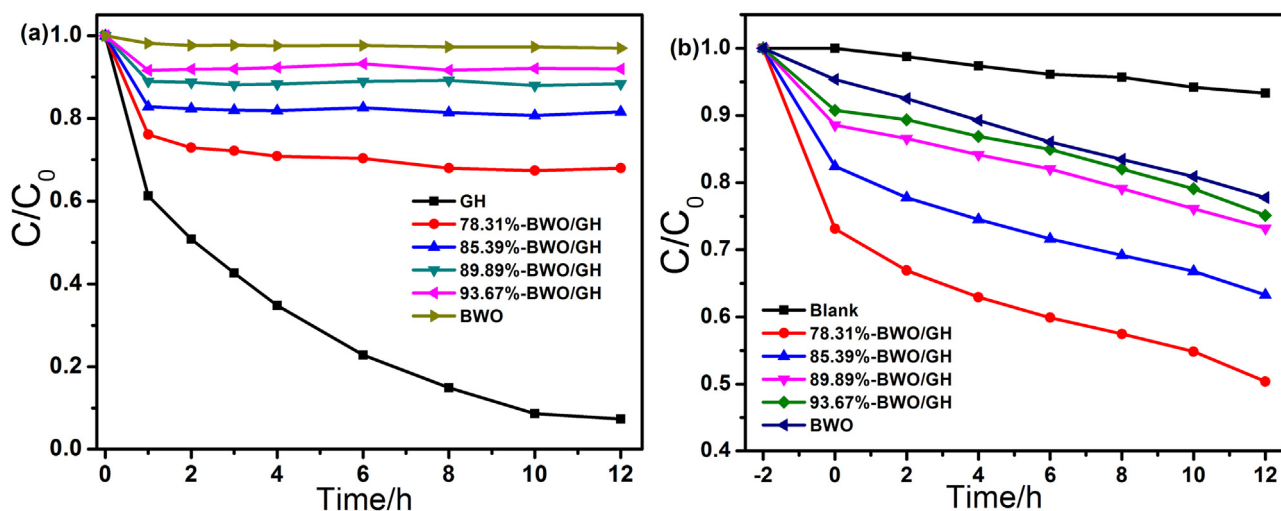 (a)
1.0
0.8
0.6
0.4
0.2
0.0
C/C₀
GH
78.31%-BWO/GH
85.39%-BWO/GH
89.89%-BWO/GH
93.67%-BWO/GH
BWO
0 2 4 6 8 10 12
Time/h
(b)
1.0
0.9
0.8
0.7
0.6
0.5
0.4
C/C₀
Blank
78.31%-BWO/GH
85.39%-BWO/GH
89.89%-BWO/GH
93.67%-BWO/GH
BWO
-2 0 2 4 6 8 10 12
Time/h